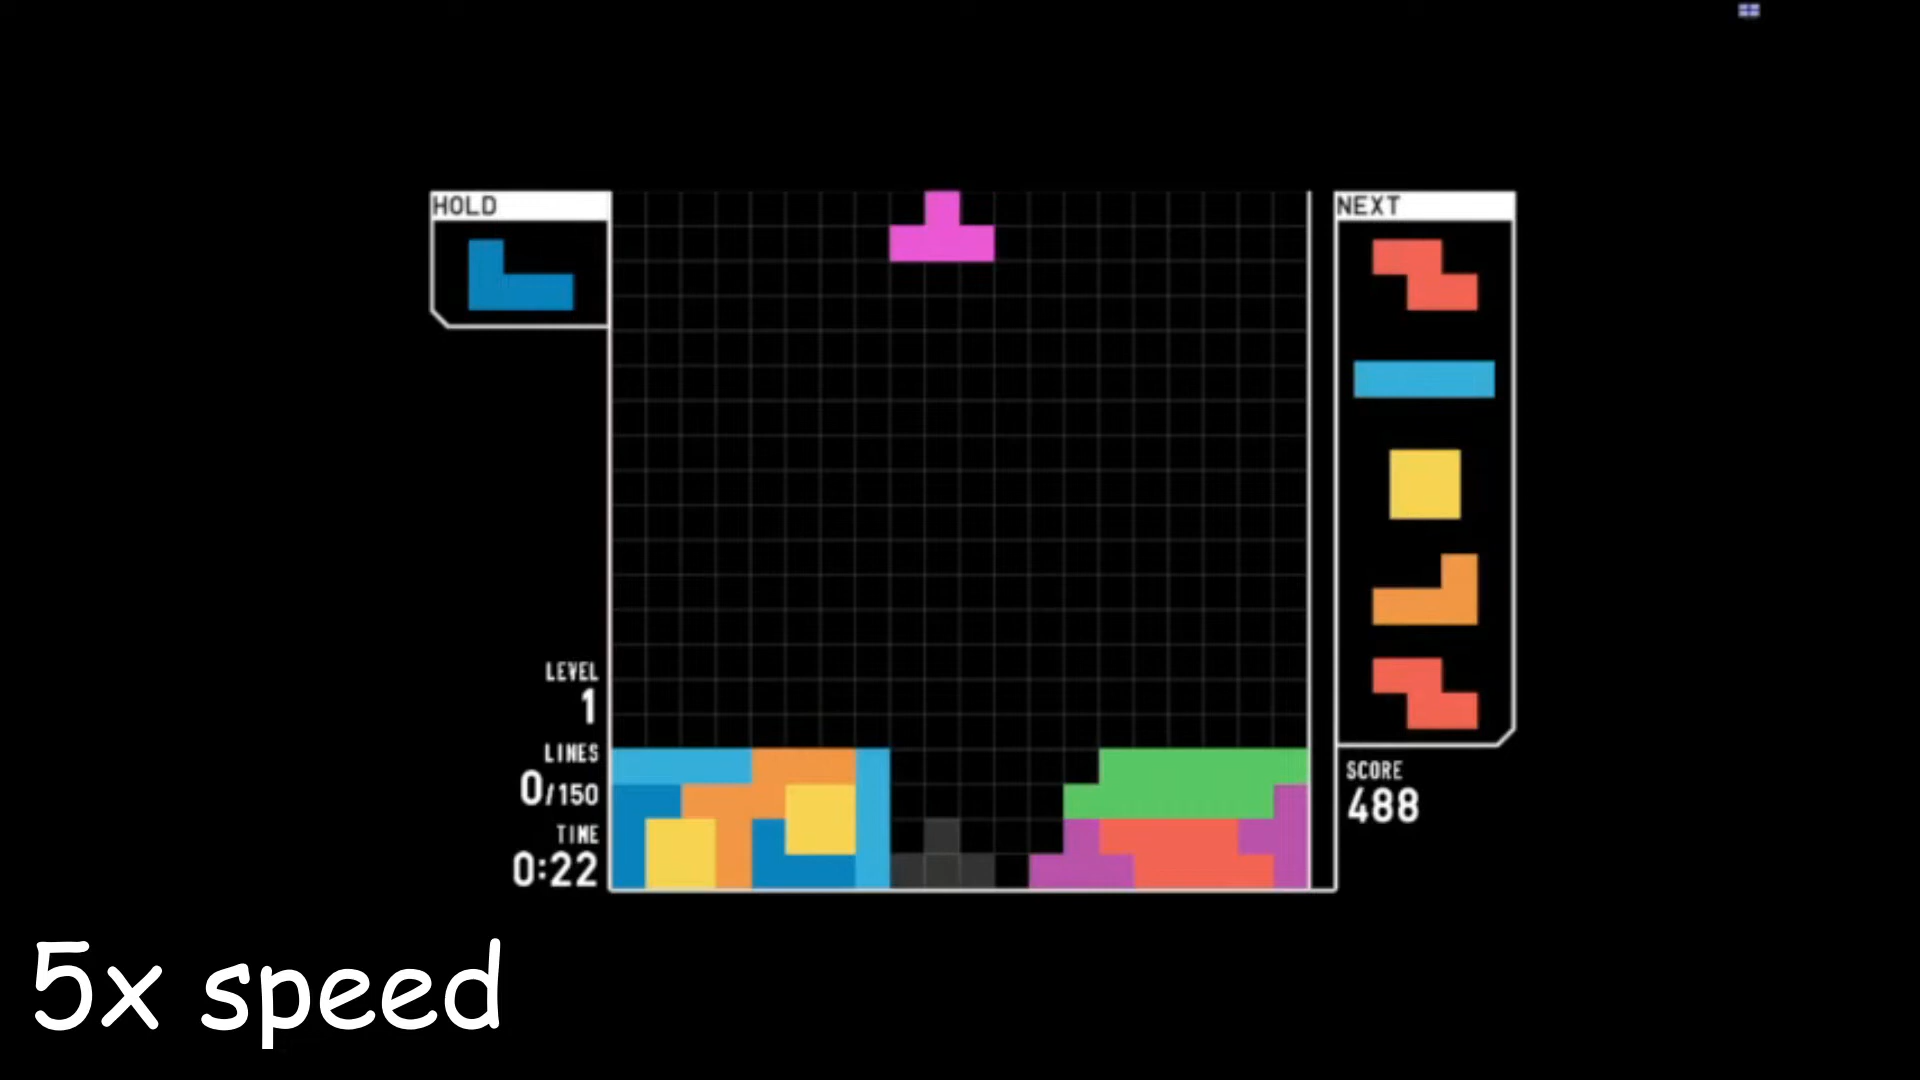 HOLD
NEXT
LEVEL
1
LINES
0/150
TIME
0:22
SCORE
488
5x speed